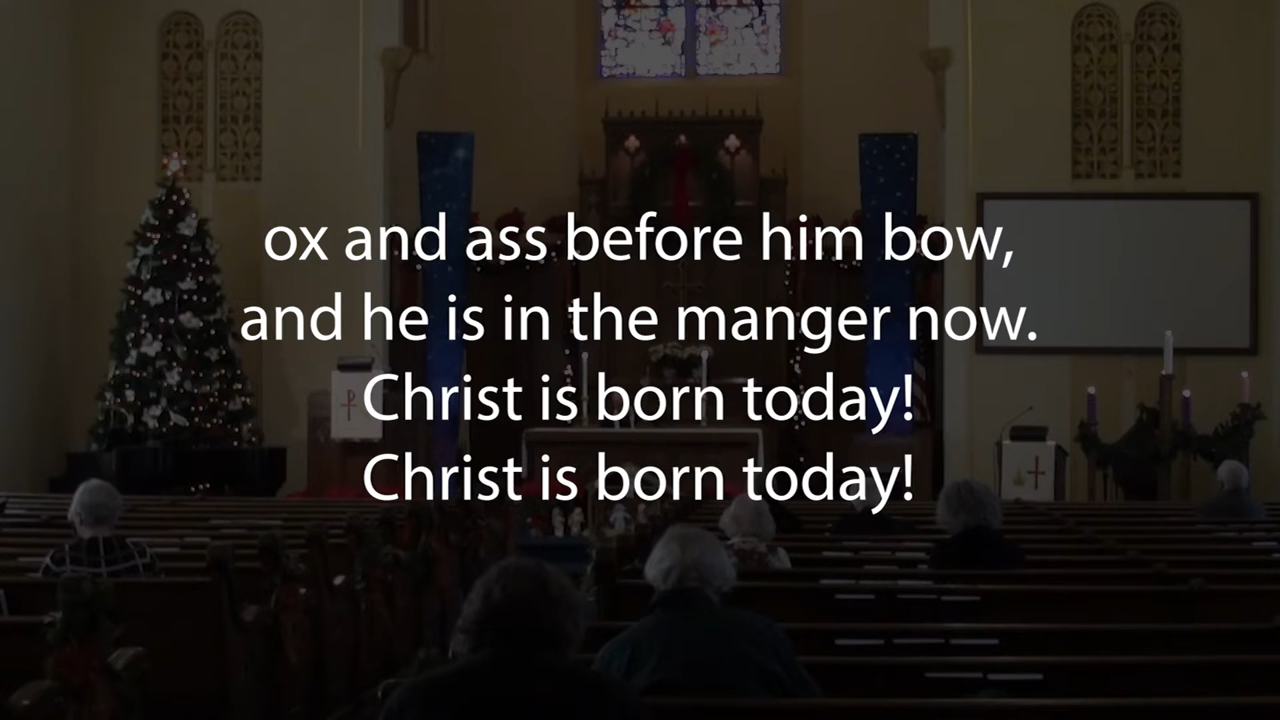 ox and ass before him bow,
and he is in the manger now.
Christ is born today!
Christ is born today!